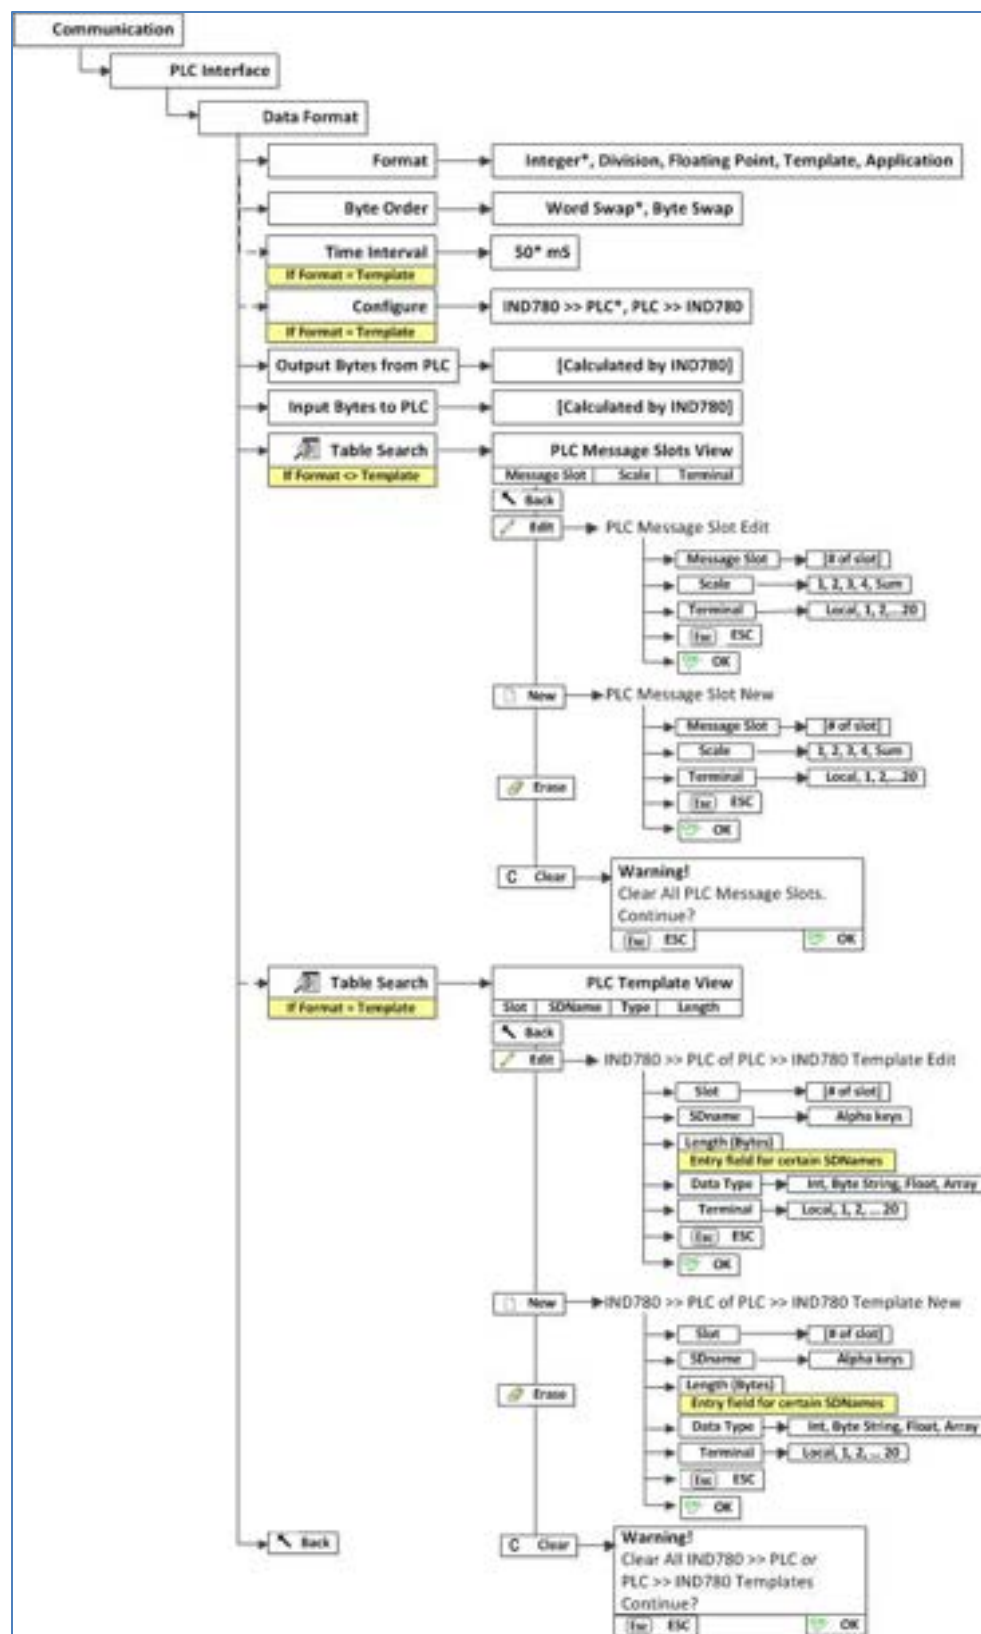 Communication
PLC Interface
Data Format
Format Integer*, Division, Floating Point, Template, Application
Byte Order Word Swap*, Byte Swap
Time Interval 50* mS
If Format = Template
Configure IND780 >> PLC*, PLC >> IND780
If Format = Template
Output Bytes from PLC [Calculated by IND780]
Input Bytes to PLC [Calculated by IND780]
Table Search PLC Message Slots View
If Format <> Template Message Slot Scale Terminal
Back
Edit PLC Message Slot Edit
Message Slot [# of slot]
Scale 1, 2, 3, 4, Sum
Terminal Local, 1, 2,...20
Esc ESC
OK
New PLC Message Slot New
Message Slot [# of slot]
Scale 1, 2, 3, 4, Sum
Terminal Local, 1, 2,...20
Erase
Esc ESC
OK
C Clear Warning!
Clear All PLC Message Slots.
Continue?
Esc ESC OK
Table Search PLC Template View
If Format = Template Slot SDName Type Length
Back
Edit IND780 >> PLC of PLC >> IND780 Template Edit
Slot [# of slot]
SDname Alpha keys
Length (Bytes)
Entry field for certain SDNames
Data Type Int, Byte String, Float, Array
Terminal Local, 1, 2, ... 20
Esc ESC
OK
New IND780 >> PLC of PLC >> IND780 Template New
Slot [# of slot]
SDname Alpha keys
Length (Bytes)
Erase
Entry field for certain SDNames
Data Type Int, Byte String, Float, Array
Terminal Local, 1, 2, ... 20
Esc ESC
OK
Back
C Clear Warning!
Clear All IND780 >> PLC or
PLC >> IND780 Templates
Continue?
Esc ESC OK